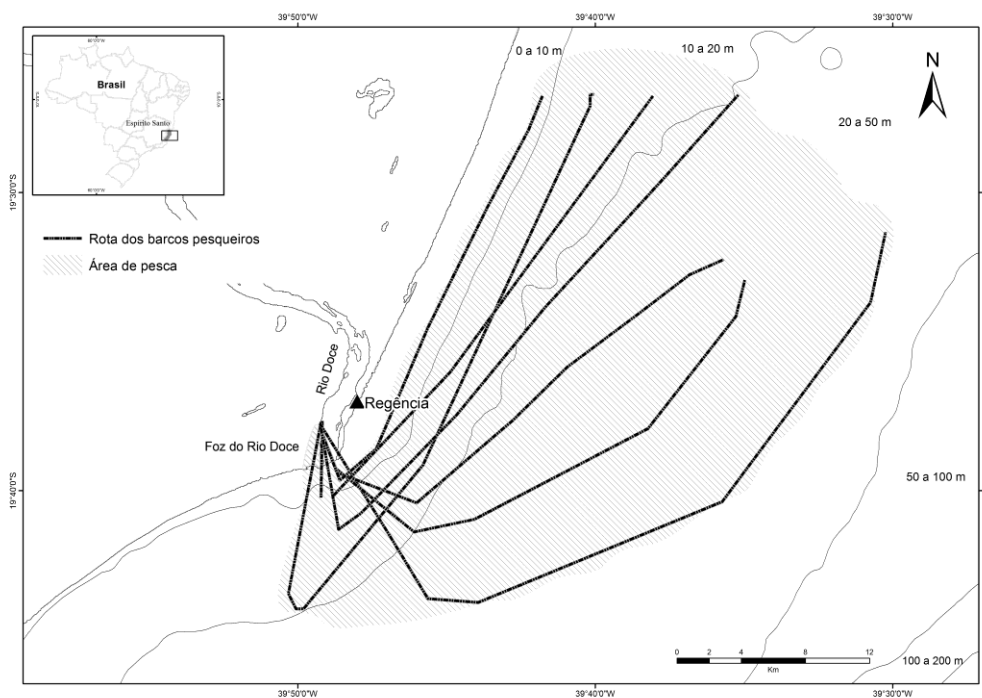 39°50'0"W
39°40'0"W
39°30'0"W
0 a 10 m
10 a 20 m
N
Brasil
Espírito Santo
20 a 50 m
19°30'0"S
Rota dos barcos pesqueiros
Área de pesca
Rio Doce
Regência
Foz do Rio Doce
19°40'0"S
50 a 100 m
0 2 4 8 12
Km
100 a 200 m
39°50'0"W
39°40'0"W
39°30'0"W